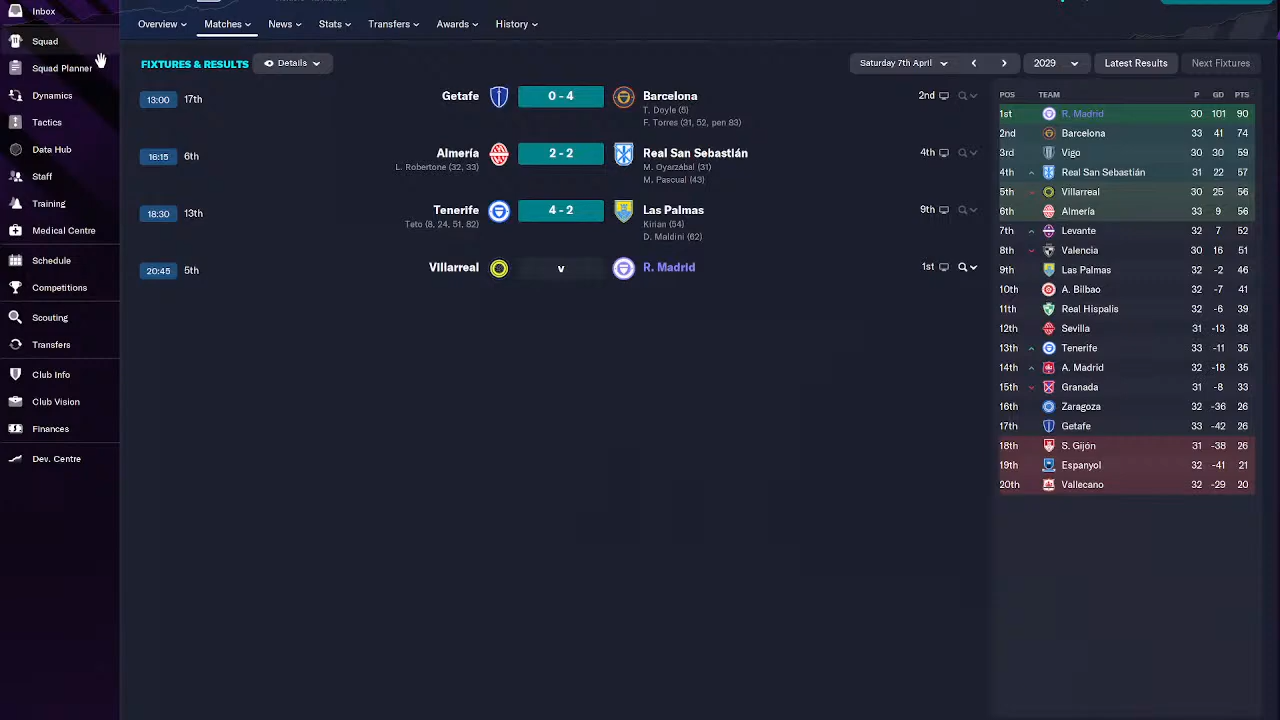 Inbox
Squad
Squad Planner
Dynamics
Tactics
Data Hub
Staff
Training
Medical Centre
Schedule
Competitions
Scouting
Transfers
Club Info
Club Vision
Finances
Dev. Centre
Overview Matches News Stats Transfers Awards History
FIXTURES & RESULTS Details Saturday 7th April 2029 Latest Results Next Fixtures
13:00 17th Getafe 0 - 4 Barcelona 2nd
T. Doyle (5)
F. Torres (31, 52, pen 83)
16:15 6th Almería 2 - 2 Real San Sebastián 4th
L. Robertone (32, 33) M. Oyarzábal (31)
M. Pascual (43)
18:30 13th Tenerife 4 - 2 Las Palmas 9th
Teto (8, 24, 51, 82) Kirian (54)
D. Maldini (62)
20:45 5th Villarreal v R. Madrid 1st
POS TEAM P GD PTS
1st R. Madrid 30 101 90
2nd Barcelona 33 41 74
3rd Vigo 30 30 59
4th Real San Sebastián 31 22 57
5th Villarreal 30 25 56
6th Almería 33 9 56
7th Levante 32 7 52
8th Valencia 30 16 51
9th Las Palmas 32 -2 46
10th A. Bilbao 32 -7 41
11th Real Hispalis 32 -6 39
12th Sevilla 31 -13 38
13th Tenerife 32 -11 35
14th A. Madrid 32 -18 35
15th Granada 31 -8 33
16th Zaragoza 32 -36 26
17th Getafe 33 -42 26
18th S. Gijón 31 -38 26
19th Espanyol 32 -41 21
20th Vallecano 32 -29 20